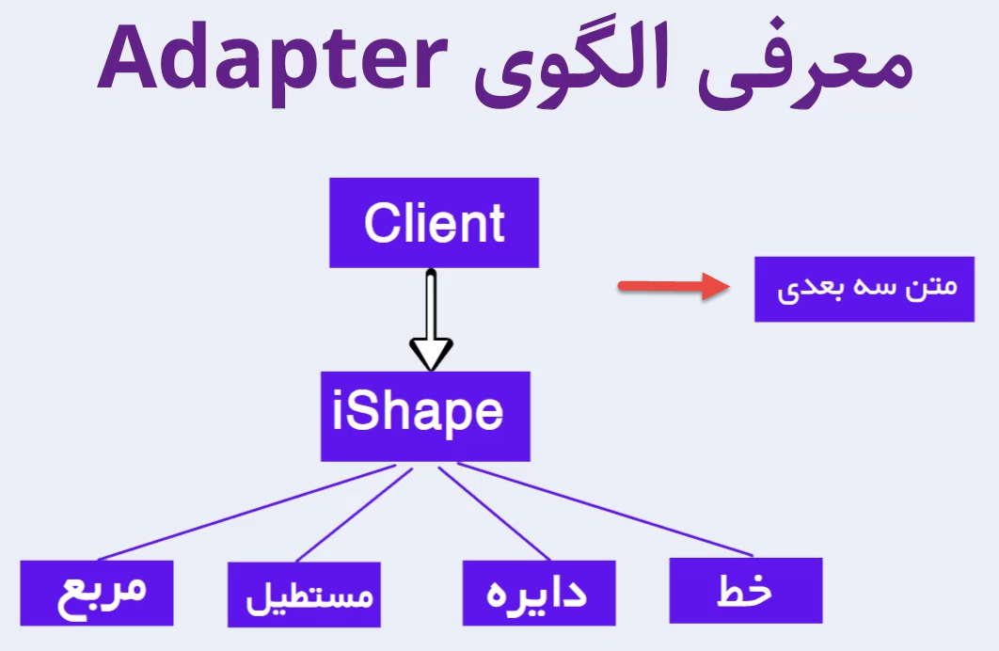 معرفی الگوی Adapter
Client
متن سه بعدی
iShape
خط
دایره
مستطیل
مربع